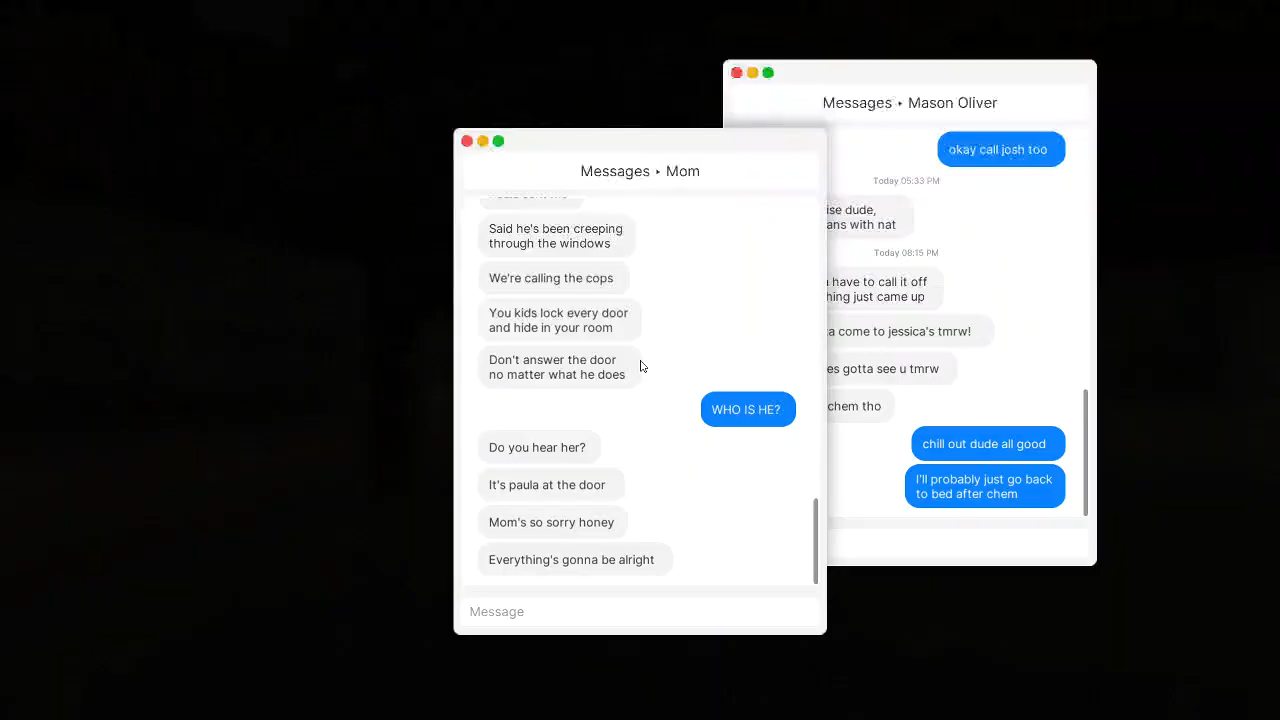 Messages ‣ Mom
Said he's been creeping
through the windows
We're calling the cops
You kids lock every door
and hide in your room
Don't answer the door
no matter what he does
WHO IS HE?
Do you hear her?
It's paula at the door
Mom's so sorry honey
Everything's gonna be alright
Message
Messages ‣ Mason Oliver
okay call josh too
Today 05:33 PM
dude,
with nat
Today 08:15 PM
have to call it off
just came up
come to jessica's tmrw!
gotta see u tmrw
chem tho
chill out dude all good
I'll probably just go back
to bed after chem